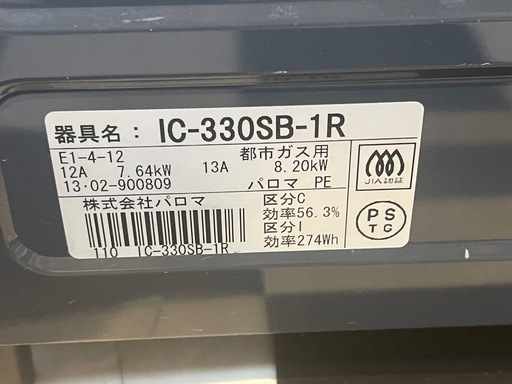 器具名：IC-330SB-1R
E1-4-12 都市ガス用
12A 7.64kW 13A 8.20kW
13・02-900809 パロマ PE
株式会社パロマ 区分C
効率56.3%
区分I
110 IC-330SB-1R 効率274Wh
JIA認証
PS
TG